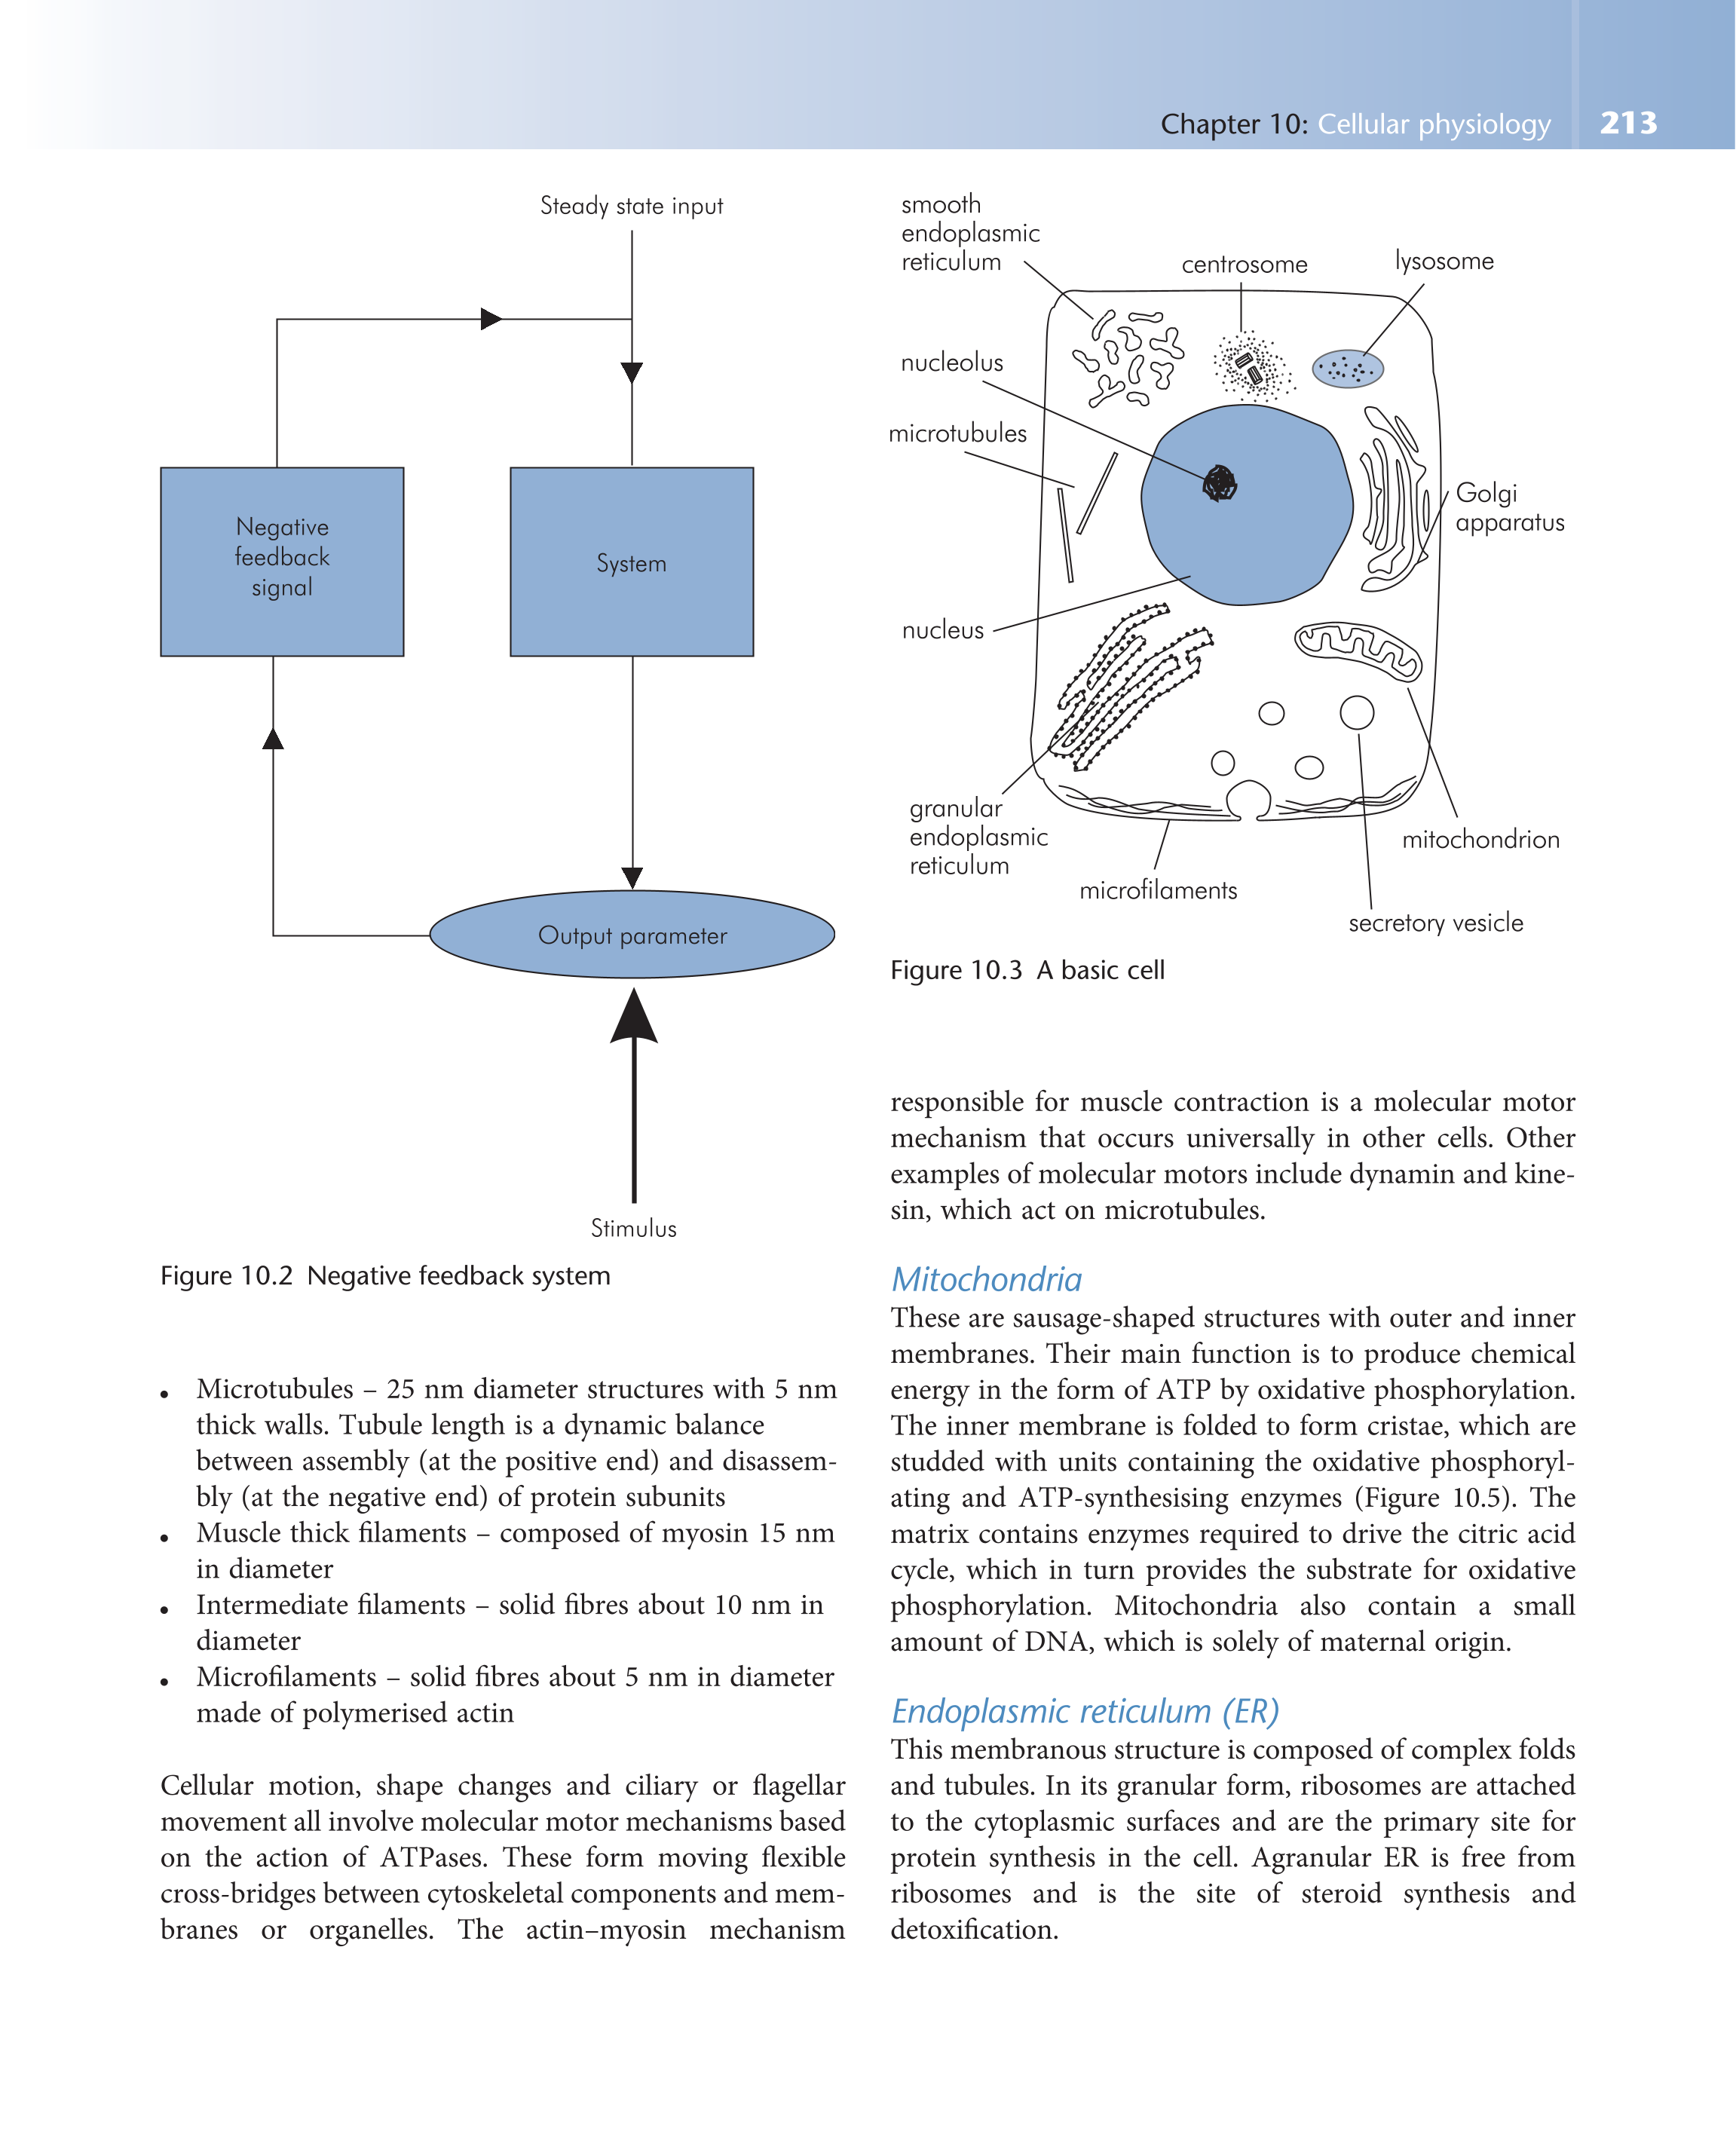 Chapter 10: Cellular physiology 213
Steady state input
Negative
feedback
signal
System
Output parameter
Stimulus
Figure 10.2 Negative feedback system
• Microtubules – 25 nm diameter structures with 5 nm
thick walls. Tubule length is a dynamic balance
between assembly (at the positive end) and disassem-
bly (at the negative end) of protein subunits
• Muscle thick filaments – composed of myosin 15 nm
in diameter
• Intermediate filaments – solid fibres about 10 nm in
diameter
• Microfilaments – solid fibres about 5 nm in diameter
made of polymerised actin
Cellular motion, shape changes and ciliary or flagellar
movement all involve molecular motor mechanisms based
on the action of ATPases. These form moving flexible
cross-bridges between cytoskeletal components and mem-
branes or organelles. The actin–myosin mechanism
smooth
endoplasmic
reticulum
centrosome
lysosome
nucleolus
microtubules
Golgi
apparatus
nucleus
granular
endoplasmic
reticulum
mitochondrion
microfilaments
secretory vesicle
Figure 10.3 A basic cell
responsible for muscle contraction is a molecular motor
mechanism that occurs universally in other cells. Other
examples of molecular motors include dynamin and kine-
sin, which act on microtubules.
Mitochondria
These are sausage-shaped structures with outer and inner
membranes. Their main function is to produce chemical
energy in the form of ATP by oxidative phosphorylation.
The inner membrane is folded to form cristae, which are
studded with units containing the oxidative phosphoryl-
ating and ATP-synthesising enzymes (Figure 10.5). The
matrix contains enzymes required to drive the citric acid
cycle, which in turn provides the substrate for oxidative
phosphorylation. Mitochondria also contain a small
amount of DNA, which is solely of maternal origin.
Endoplasmic reticulum (ER)
This membranous structure is composed of complex folds
and tubules. In its granular form, ribosomes are attached
to the cytoplasmic surfaces and are the primary site for
protein synthesis in the cell. Agranular ER is free from
ribosomes and is the site of steroid synthesis and
detoxification.